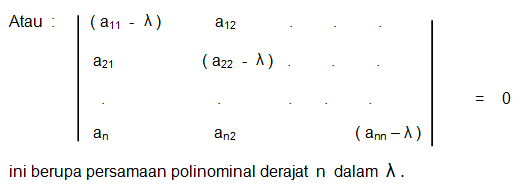 Atau : | ( a₁₁ - λ ) a₁₂ . . . |
| a₂₁ ( a₂₂ - λ ) . . . |
| . . . . . | = 0
| aₙ aₙ₂ ( aₙₙ – λ ) |
ini berupa persamaan polinominal derajat n dalam λ .